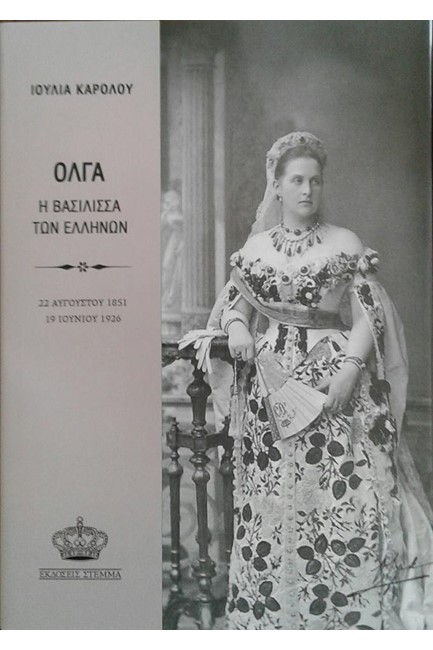 ΙΟΥΛΙΑ ΚΑΡΟΛΟΥ
ΟΛΓΑ
Η ΒΑΣΙΛΙΣΣΑ
ΤΩΝ ΕΛΛΗΝΩΝ
22 ΑΥΓΟΥΣΤΟΥ 1851
19 ΙΟΥΝΙΟΥ 1926
ΕΚΔΟΣΕΙΣ ΣΤΕΜΜΑ